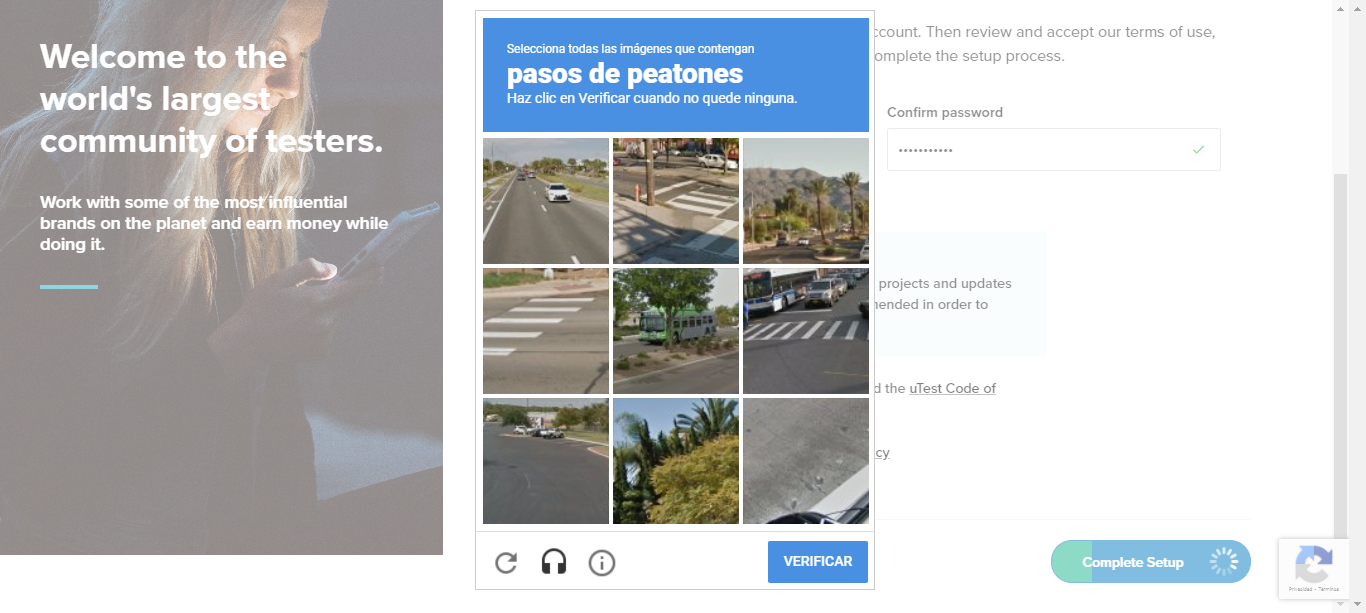 Welcome to the
world's largest
community of testers.
Work with some of the most influential
brands on the planet and earn money while
doing it.
Selecciona todas las imágenes que contengan
pasos de peatones
Haz clic en Verificar cuando no quede ninguna.
VERIFICAR
ccount. Then review and accept our terms of use,
omplete the setup process.
Confirm password
•••••••••••
projects and updates
mended in order to
d the uTest Code of
cy
Complete Setup
Privacidad - Términos